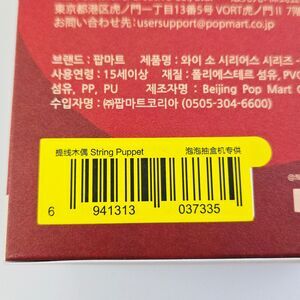 東京都港区虎ノ門一丁目13番5号 VORT虎ノ門II 7階
お問い合わせ先:usersupport@popmart.co
브랜드 : 팝마트 제품명 : 와이 소 시리어스 시리즈 -
사용연령 : 15세이상 재질 : 폴리에스테르 섬유, PVC
섬유, PP, PU 제조자명 : Beijing Pop Mart C
수입자명 : ㈜팝마트코리아 (0505-304-6600)
提线木偶 String Puppet 泡泡抽盒机专供
6 941313 037335